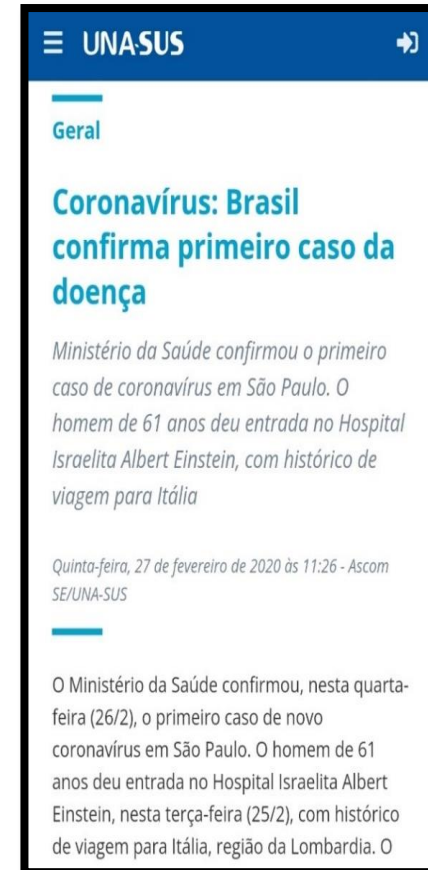 UNA-SUS
Geral
Coronavírus: Brasil
confirma primeiro caso da
doença
Ministério da Saúde confirmou o primeiro
caso de coronavírus em São Paulo. O
homem de 61 anos deu entrada no Hospital
Israelita Albert Einstein, com histórico de
viagem para Itália
Quinta-feira, 27 de fevereiro de 2020 às 11:26 - Ascom
SE/UNA-SUS
O Ministério da Saúde confirmou, nesta quarta-
feira (26/2), o primeiro caso de novo
coronavírus em São Paulo. O homem de 61
anos deu entrada no Hospital Israelita Albert
Einstein, nesta terça-feira (25/2), com histórico
de viagem para Itália, região da Lombardia. O